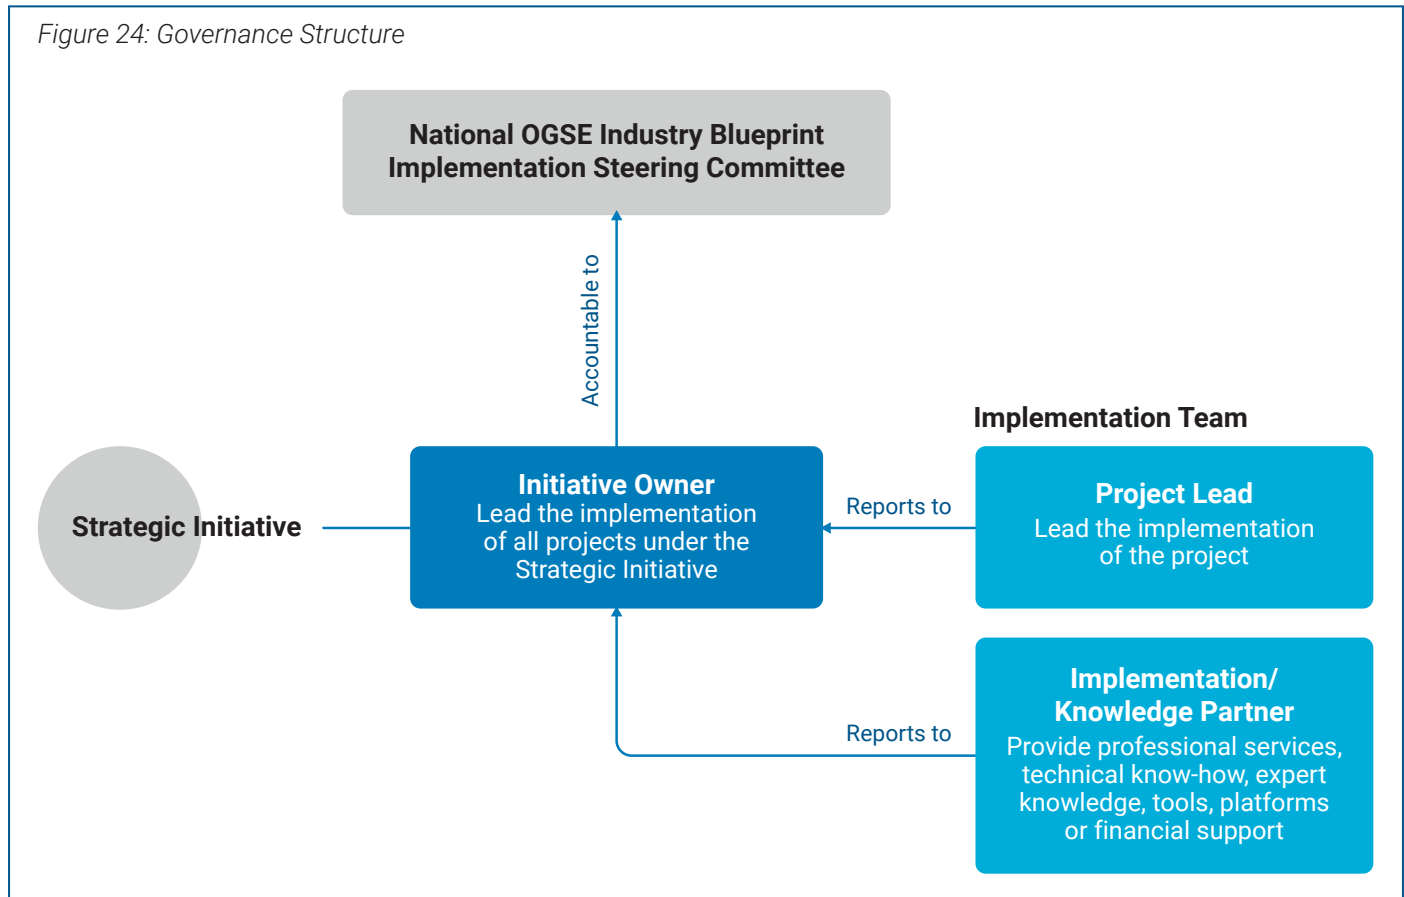 Figure 24: Governance Structure
National OGSE Industry Blueprint
Implementation Steering Committee
Accountable to
Implementation Team
Strategic Initiative
Initiative Owner
Lead the implementation
of all projects under the
Strategic Initiative
Reports to
Project Lead
Lead the implementation
of the project
Reports to
Implementation/
Knowledge Partner
Provide professional services,
technical know-how, expert
knowledge, tools, platforms
or financial support